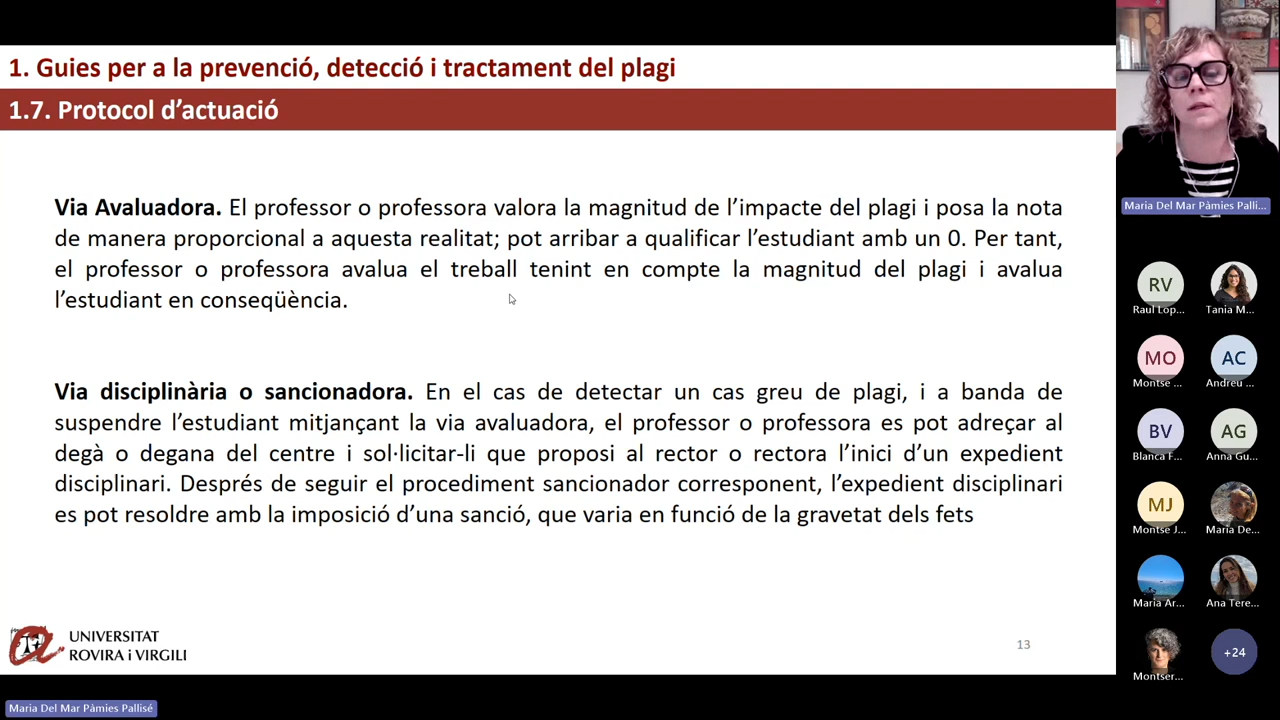 1. Guies per a la prevenció, detecció i tractament del plagi
1.7. Protocol d’actuació
Via Avaluadora. El professor o professora valora la magnitud de l’impacte del plagi i posa la nota
de manera proporcional a aquesta realitat; pot arribar a qualificar l’estudiant amb un 0. Per tant,
el professor o professora avalua el treball tenint en compte la magnitud del plagi i avalua
l’estudiant en conseqüència.
Via disciplinària o sancionadora. En el cas de detectar un cas greu de plagi, i a banda de
suspendre l’estudiant mitjançant la via avaluadora, el professor o professora es pot adreçar al
degà o degana del centre i sol·licitar-li que proposi al rector o rectora l’inici d’un expedient
disciplinari. Després de seguir el procediment sancionador corresponent, l’expedient disciplinari
es pot resoldre amb la imposició d’una sanció, que varia en funció de la gravetat dels fets
UNIVERSITAT
ROVIRA i VIRGILI
13
Maria Del Mar Pàmies Pallisé
Maria Del Mar Pàmies Palli...
RV
Raul Lop...
Tania M...
MO
Montse ...
AC
Andreu ...
BV
Blanca F...
AG
Anna Gu...
MJ
Montse J...
Maria De...
Maria Ar...
Ana Tere...
Montser...
+24